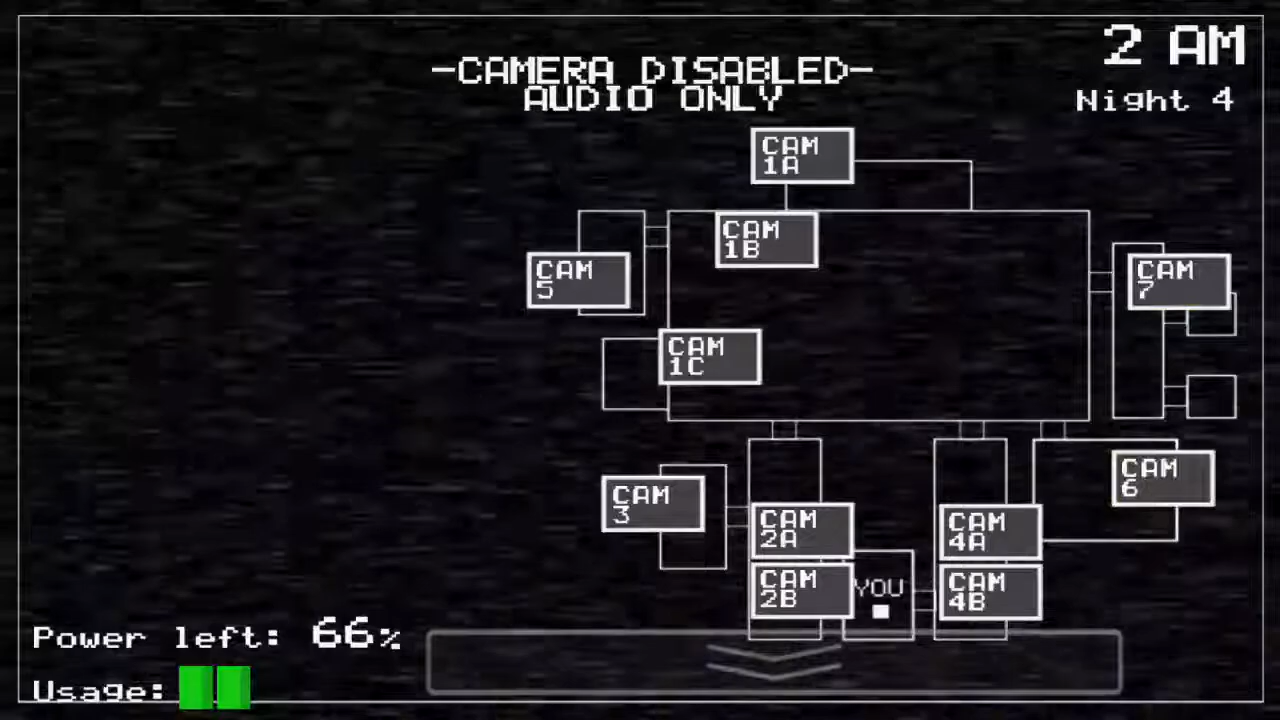 2 AM
-CAMERA DISABLED-
AUDIO ONLY
Night 4
CAM
1A
CAM
1B
CAM
5
CAM
7
CAM
1C
CAM
6
CAM
3
CAM
2A
CAM
4A
CAM
2B
YOU
CAM
4B
Power left: 66%
Usage: